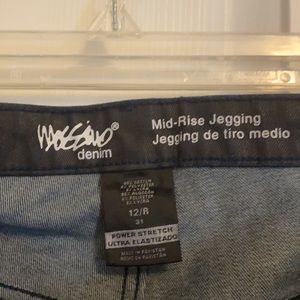 Mossimo®
denim
Mid-Rise Jegging
Jegging de tiro medio
12/R
31
POWER STRETCH
ULTRA ELASTIZADO
MADE IN PAKISTAN
HECHO EN PAKISTAN